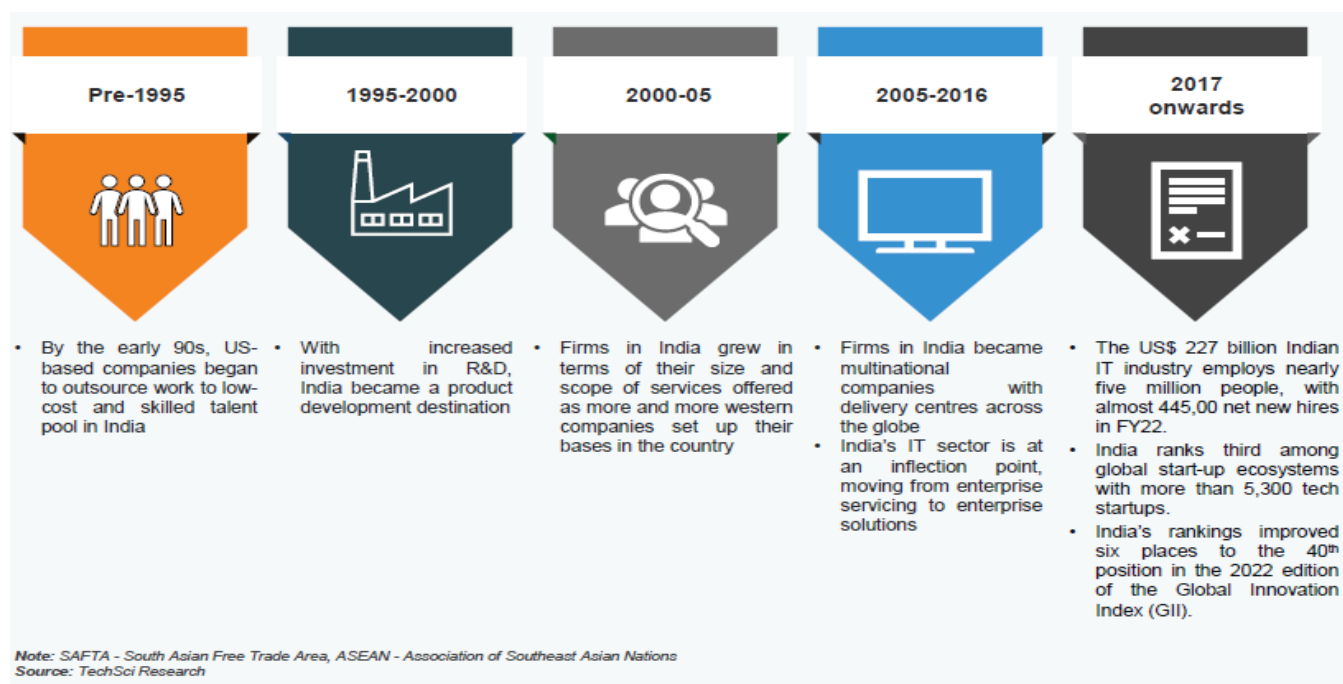 Pre-1995
1995-2000
2000-05
2005-2016
2017
onwards
• By the early 90s, US-
based companies began
to outsource work to low-
cost and skilled talent
pool in India
• With increased
investment in R&D,
India became a product
development destination
• Firms in India grew in
terms of their size and
scope of services offered
as more and more western
companies set up their
bases in the country
• Firms in India became
multinational
companies with
delivery centres across
the globe
• India's IT sector is at
an inflection point,
moving from enterprise
servicing to enterprise
solutions
• The US$ 227 billion Indian
IT industry employs nearly
five million people, with
almost 445,00 net new hires
in FY22.
• India ranks third among
global start-up ecosystems
with more than 5,300 tech
startups.
• India's rankings improved
six places to the 40th
position in the 2022 edition
of the Global Innovation
Index (GII).
Note: SAFTA - South Asian Free Trade Area, ASEAN - Association of Southeast Asian Nations
Source: TechSci Research